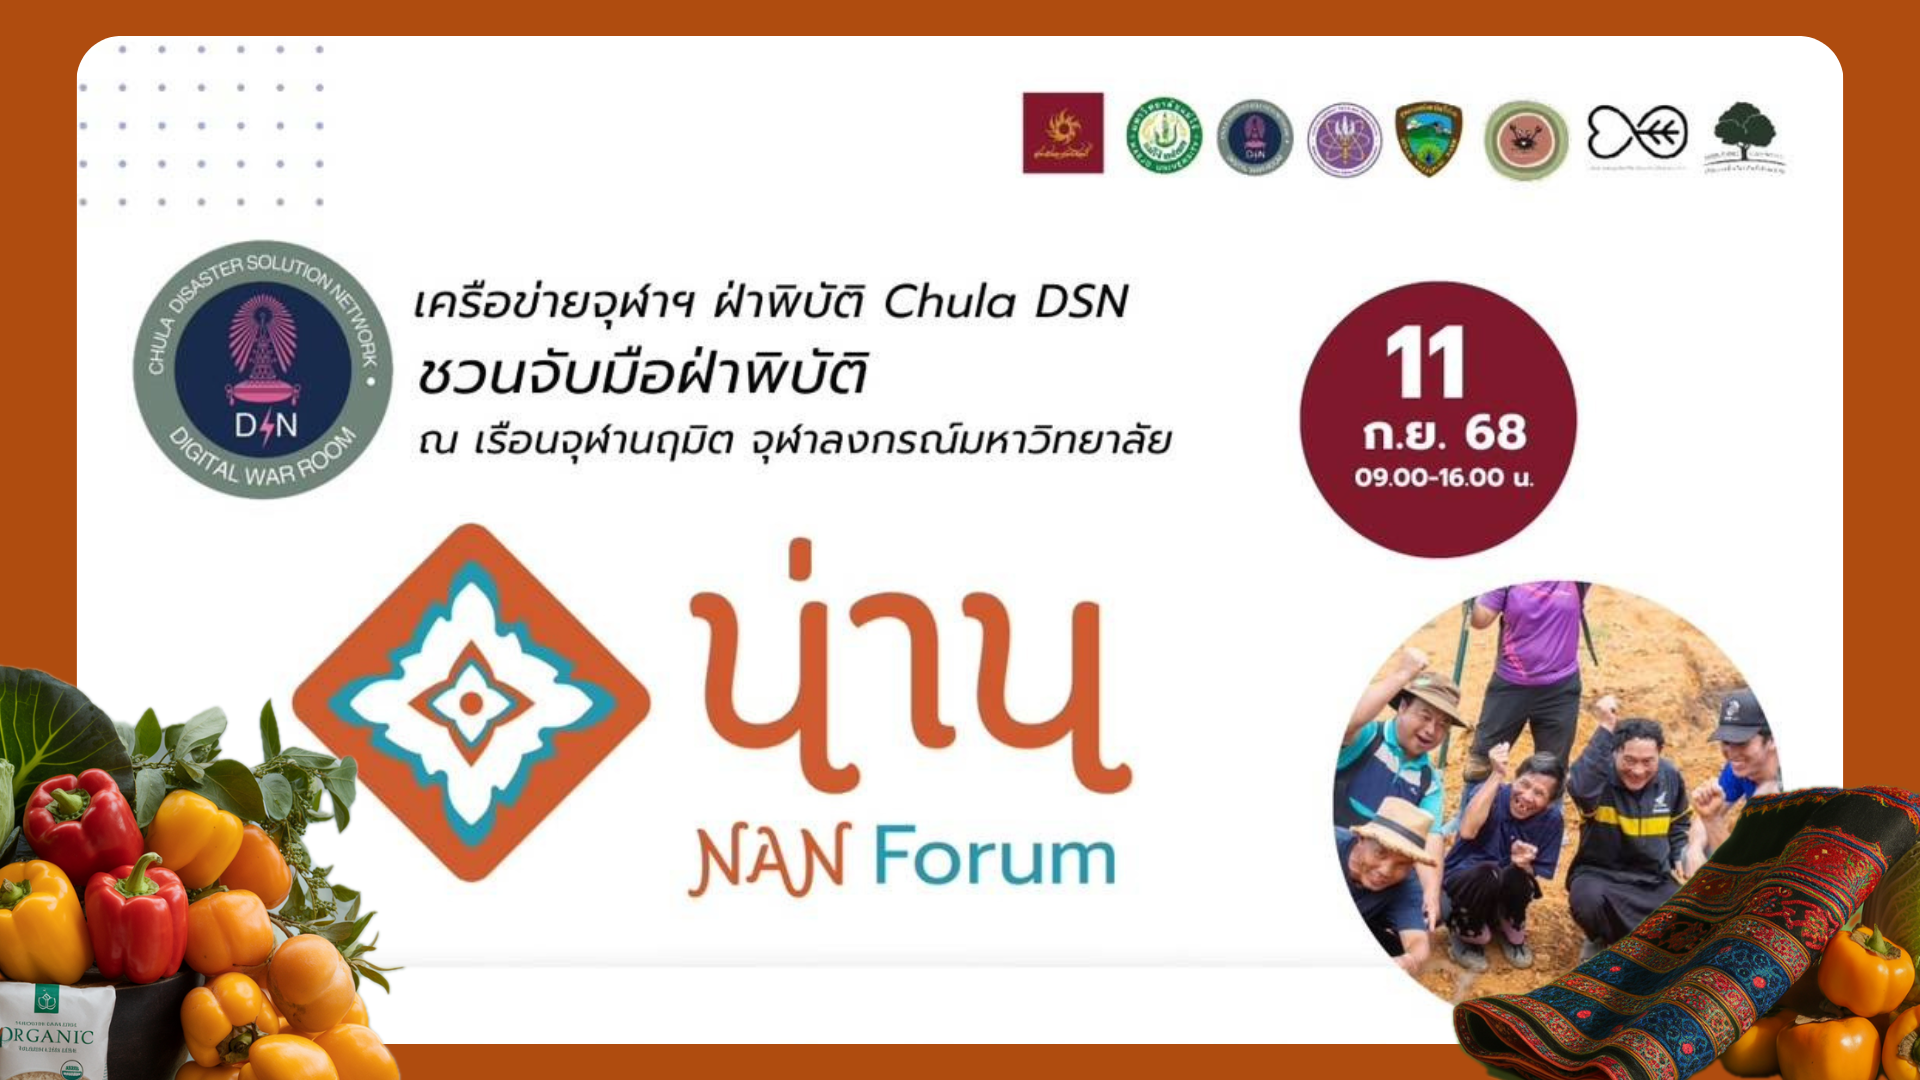 MAEJO UNIVERSITY
DSN
CHULA DISASTER SOLUTION NETWORK •
DSN
DIGITAL WAR ROOM
เครือข่ายจุฬาฯ ฝ่าพิบัติ Chula DSN
ชวนจับมือฝ่าพิบัติ
ณ เรือนจุฬานฤมิต จุฬาลงกรณ์มหาวิทยาลัย
11
ก.ย. 68
09.00-16.00 น.
น่าน
NAN Forum
ORGANIC